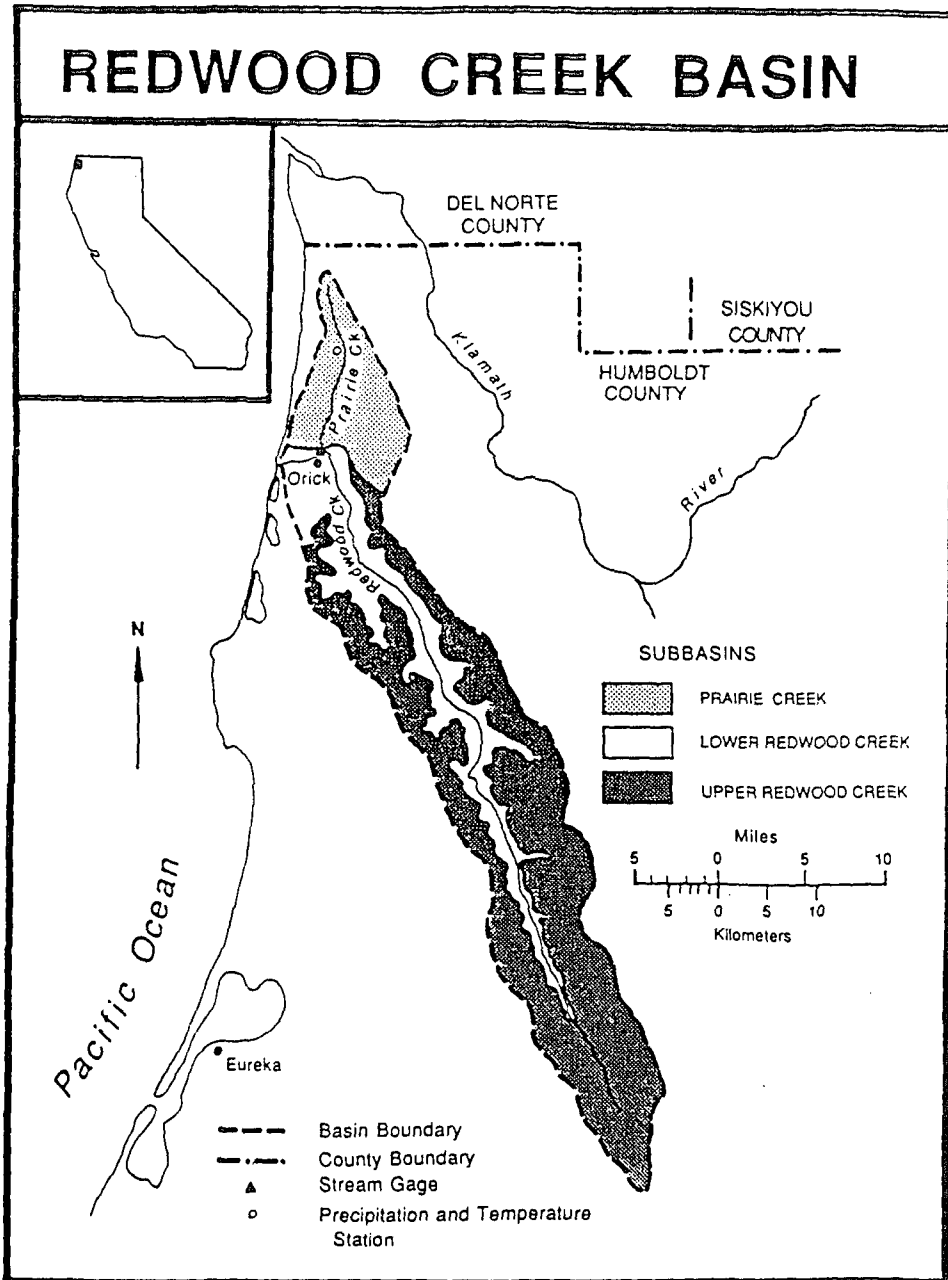 REDWOOD CREEK BASIN
DEL NORTE
COUNTY
SISKIYOU
COUNTY
HUMBOLDT
COUNTY
Klamath
River
Prairie Ck
Orick
Redwood Ck
N
SUBBASINS
PRAIRIE CREEK
LOWER REDWOOD CREEK
UPPER REDWOOD CREEK
Miles
5 0 5 10
5 0 5 10
Kilometers
Pacific Ocean
Eureka
Basin Boundary
County Boundary
Stream Gage
Precipitation and Temperature
Station